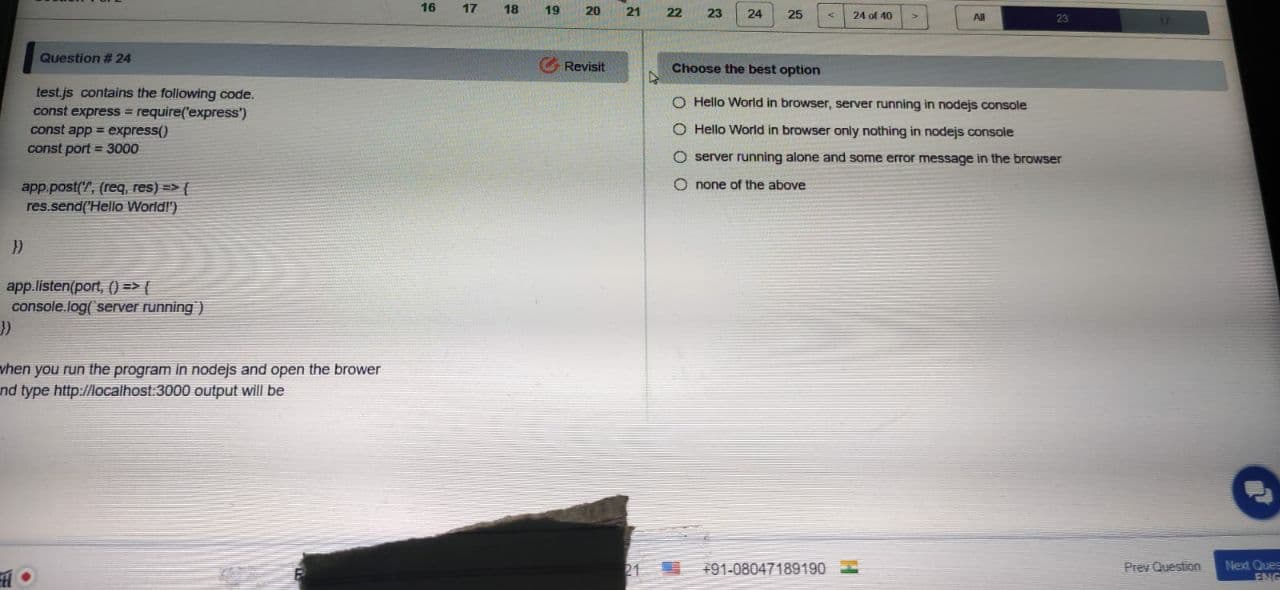 16 17 18 19 20 21 22 23 24 25 < 24 of 40 > All 23 17
Question # 24
Revisit
test.js contains the following code.
const express = require('express')
const app = express()
const port = 3000
app.post('/', (req, res) => {
res.send('Hello World!')
})
app.listen(port, () => {
console.log(`server running`)
})
when you run the program in nodejs and open the brower
nd type http://localhost:3000 output will be
Choose the best option
Hello World in browser, server running in nodejs console
Hello World in browser only nothing in nodejs console
server running alone and some error message in the browser
none of the above
21 +91-08047189190
Prev Question
Next Ques
ENG